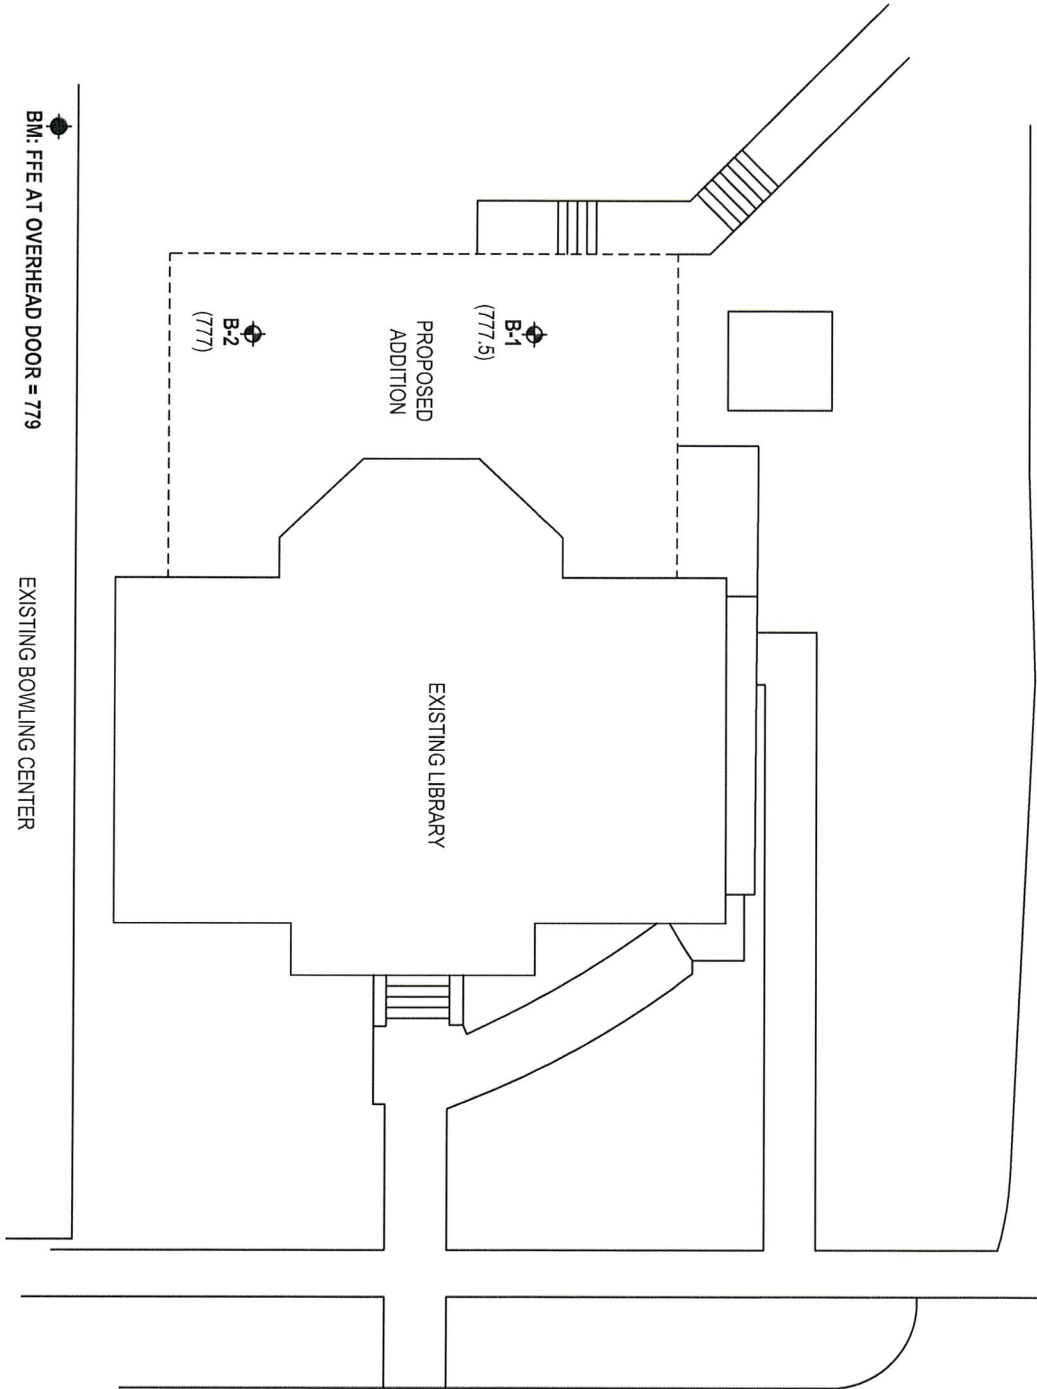 BM: FFE AT OVERHEAD DOOR = 779
EXISTING BOWLING CENTER
B-2
(777)
B-1
(777.5)
PROPOSED
ADDITION
EXISTING LIBRARY